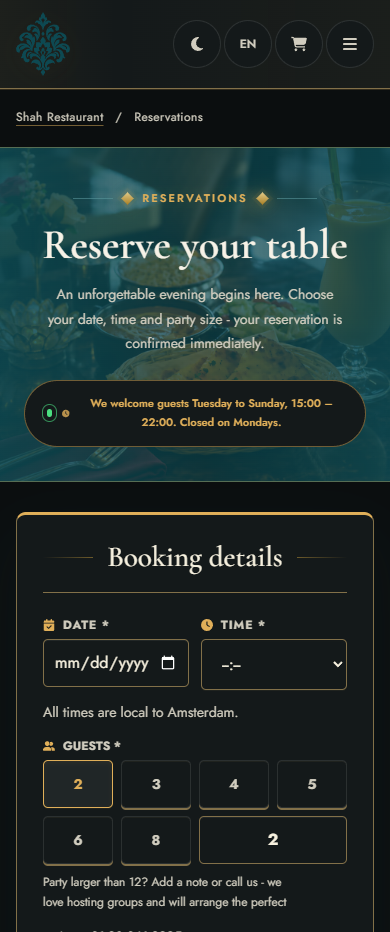 EN
Shah Restaurant / Reservations
RESERVATIONS
Reserve your table
An unforgettable evening begins here. Choose
your date, time and party size - your reservation is
confirmed immediately.
We welcome guests Tuesday to Sunday, 15:00 –
22:00. Closed on Mondays.
Booking details
DATE * TIME *
mm/dd/yyyy --:--
All times are local to Amsterdam.
GUESTS *
2 3 4 5
6 8 2
Party larger than 12? Add a note or call us - we
love hosting groups and will arrange the perfect